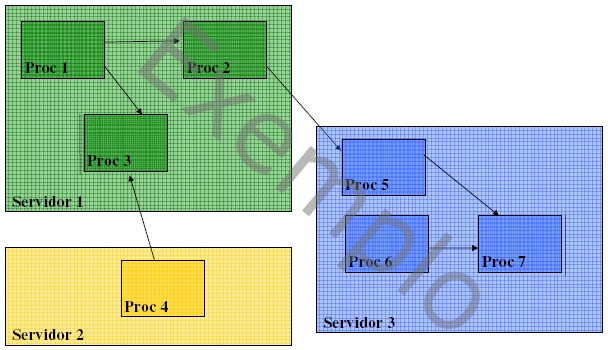 Proc 1
Proc 2
Proc 3
Servidor 1
Proc 4
Servidor 2
Proc 5
Proc 6
Proc 7
Servidor 3
Exemplo